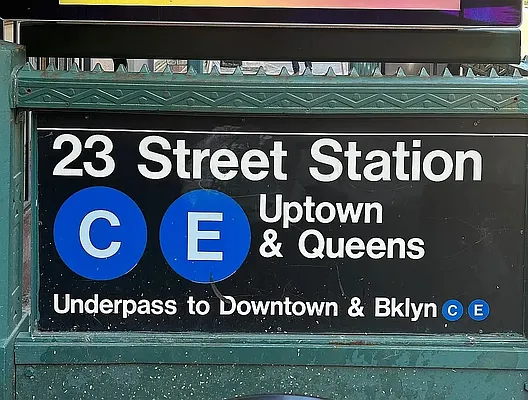 23 Street Station
C E Uptown
& Queens
Underpass to Downtown & Bklyn C E